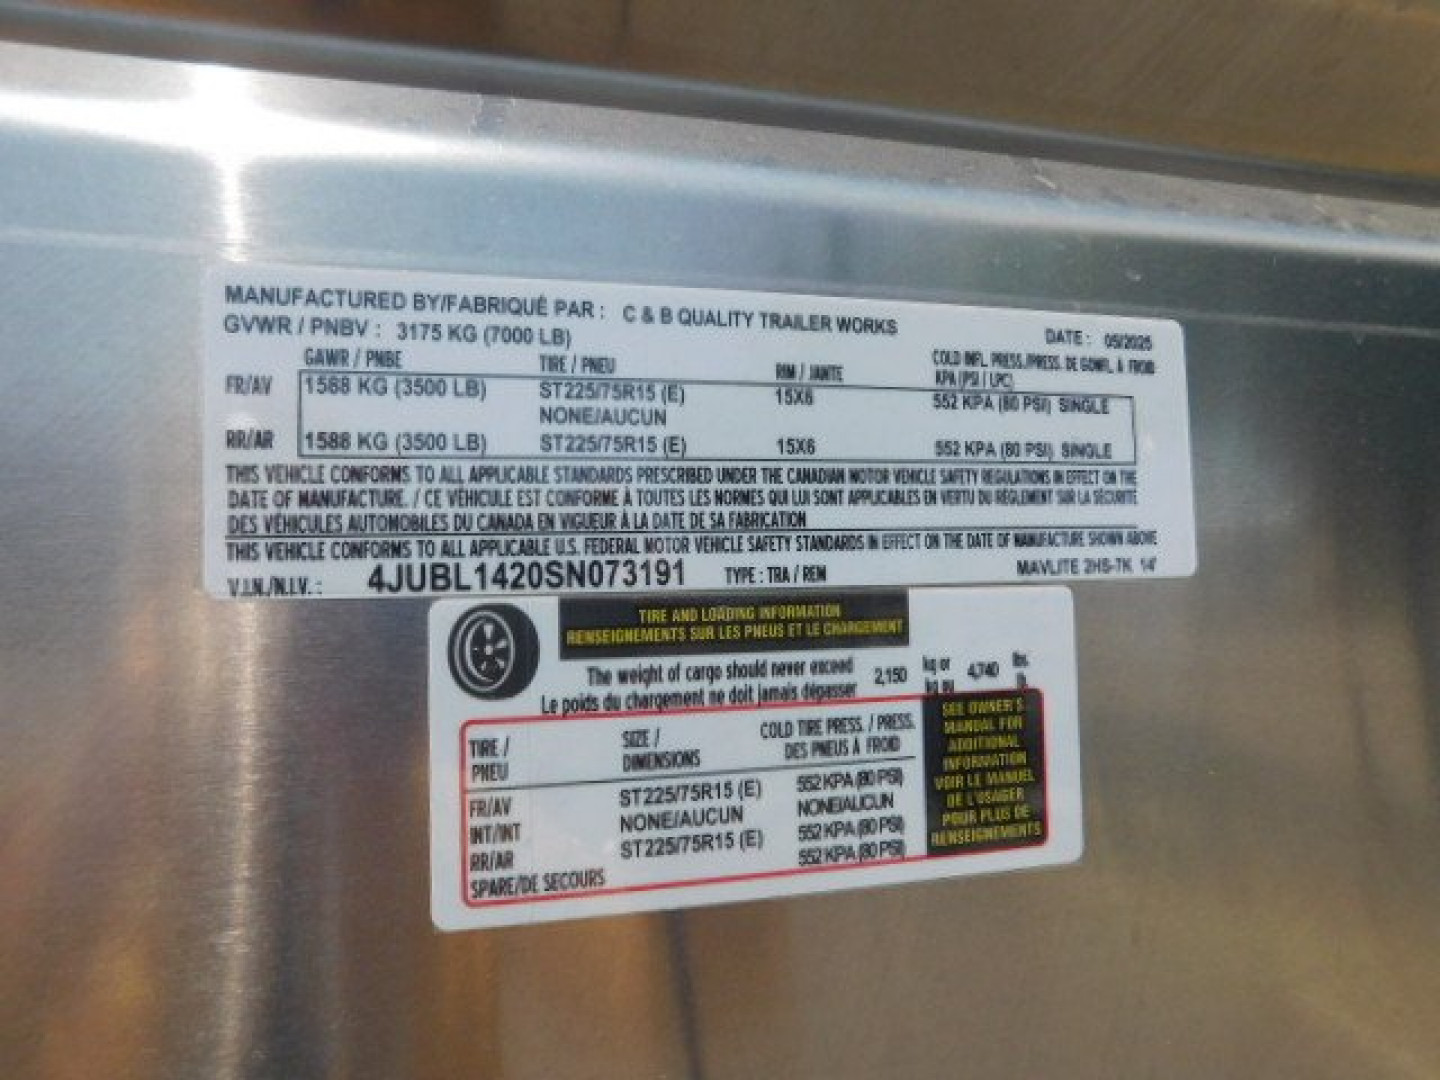 MANUFACTURED BY/FABRIQUÉ PAR : C & B QUALITY TRAILER WORKS
GVWR / PNBV : 3175 KG (7000 LB) DATE : 05/2025
GAWR / PNBE TIRE / PNEU RIM / JANTE COLD INFL PRESS./PRESS. DE GONFL. À FROID
KPA (PSI / LPC)
FR/AV 1588 KG (3500 LB) ST225/75R15 (E) 15X6 552 KPA (80 PSI) SINGLE
NONE/AUCUN
RR/AR 1588 KG (3500 LB) ST225/75R15 (E) 15X6 552 KPA (80 PSI) SINGLE
THIS VEHICLE CONFORMS TO ALL APPLICABLE STANDARDS PRESCRIBED UNDER THE CANADIAN MOTOR VEHICLE SAFETY REGULATIONS IN EFFECT ON THE
DATE OF MANUFACTURE. / CE VÉHICULE EST CONFORME À TOUTES LES NORMES QUI LUI SONT APPLICABLES EN VERTU DU RÈGLEMENT SUR LA SÉCURITÉ
DES VÉHICULES AUTOMOBILES DU CANADA EN VIGUEUR À LA DATE DE SA FABRICATION
THIS VEHICLE CONFORMS TO ALL APPLICABLE U.S. FEDERAL MOTOR VEHICLE SAFETY STANDARDS IN EFFECT ON THE DATE OF MANUFACTURE SHOWN ABOVE
V.I.N./N.I.V. : 4JUBL1420SN073191 TYPE : TRA / REM MAVLITE 2HS-7K 14'
TIRE AND LOADING INFORMATION
RENSEIGNEMENTS SUR LES PNEUS ET LE CHARGEMENT
The weight of cargo should never exceed 2,150 kg or 4,740 lbs
Le poids du chargement ne doit jamais dépasser kg ou lb
TIRE / SIZE / COLD TIRE PRESS. / PRESS.
PNEU DIMENSIONS DES PNEUS À FROID
FR/AV ST225/75R15 (E) 552 KPA (80 PSI)
INT/INT NONE/AUCUN NONE/AUCUN
RR/AR ST225/75R15 (E) 552 KPA (80 PSI)
SPARE/DE SECOURS 552 KPA (80 PSI)
SEE OWNER'S
MANUAL FOR
ADDITIONAL
INFORMATION
VOIR LE MANUEL
DE L'USAGER
POUR PLUS DE
RENSEIGNEMENTS